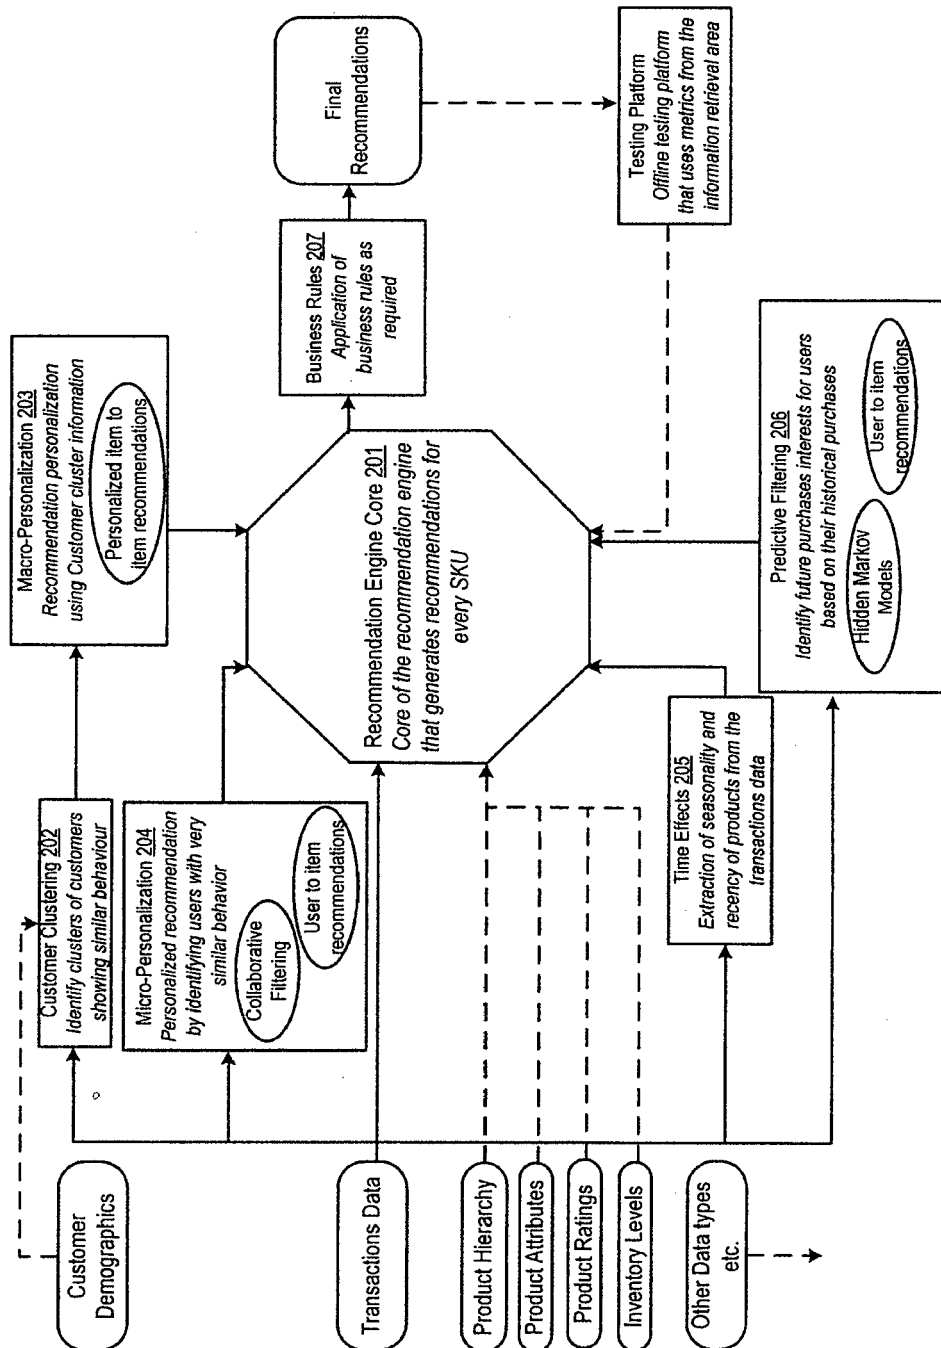 Customer
Demographics
Transactions Data
Product Hierarchy
Product Attributes
Product Ratings
Inventory Levels
Other Data types
etc.
Customer Clustering 202
Identify clusters of customers
showing similar behaviour
Micro-Personalization 204
Personalized recommendation
by identifying users with very
similar behavior
Collaborative
Filtering
User to item
recommendations
Macro-Personalization 203
Recommendation personalization
using Customer cluster information
Personalized item to
item recommendations
Recommendation Engine Core 201
Core of the recommendation engine
that generates recommendations for
every SKU
Time Effects 205
Extraction of seasonality and
recency of products from the
transactions data
Predictive Filtering 206
Identify future purchases interests for users
based on their historical purchases
Hidden Markov
Models
User to item
recommendations
Business Rules 207
Application of
business rules as
required
Final
Recommendations
Testing Platform
Offline testing platform
that uses metrics from the
information retrieval area